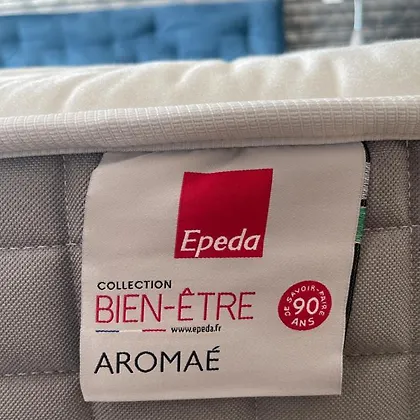 Epeda
COLLECTION
BIEN-ÊTRE
www.epeda.fr
DE SAVOIR-FAIRE
90
ANS
AROMAÉ